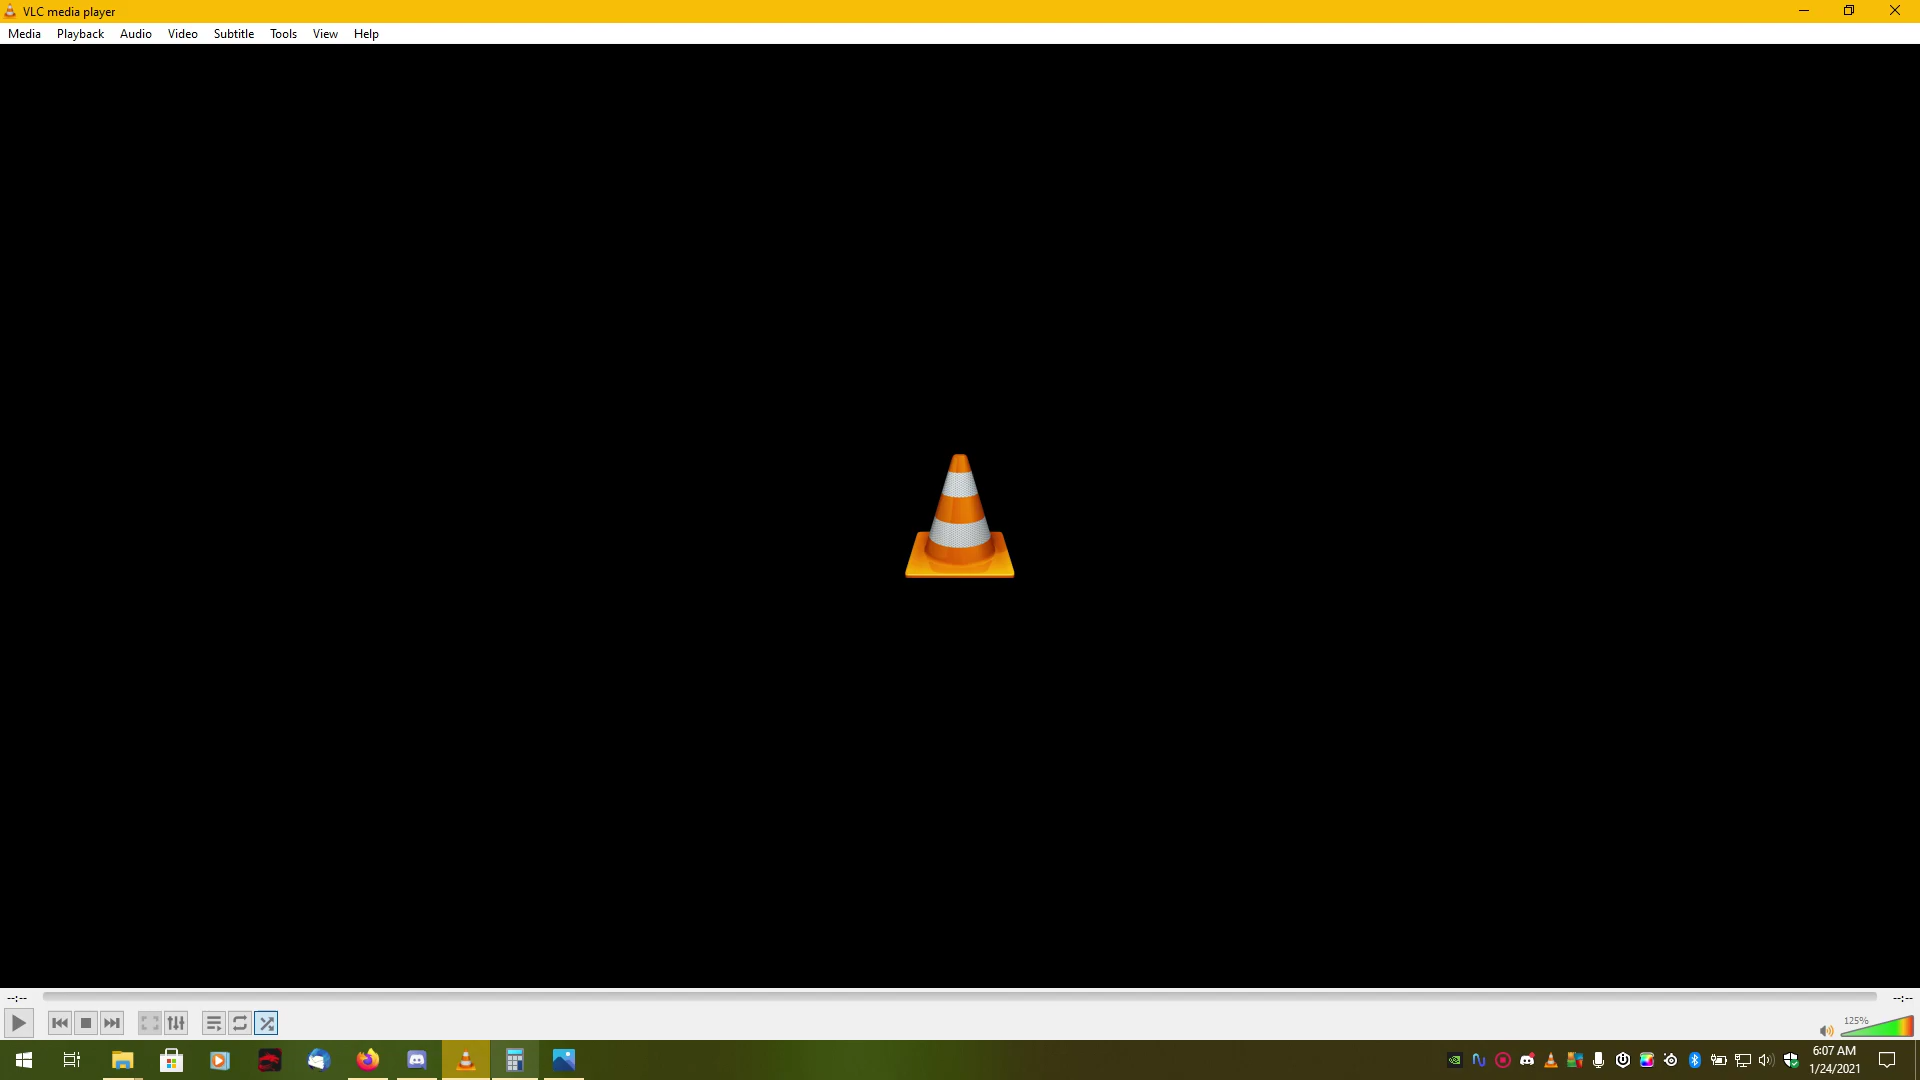 VLC media player
Media Playback Audio Video Subtitle Tools View Help
--:-- --:--
125%
6:07 AM
1/24/2021